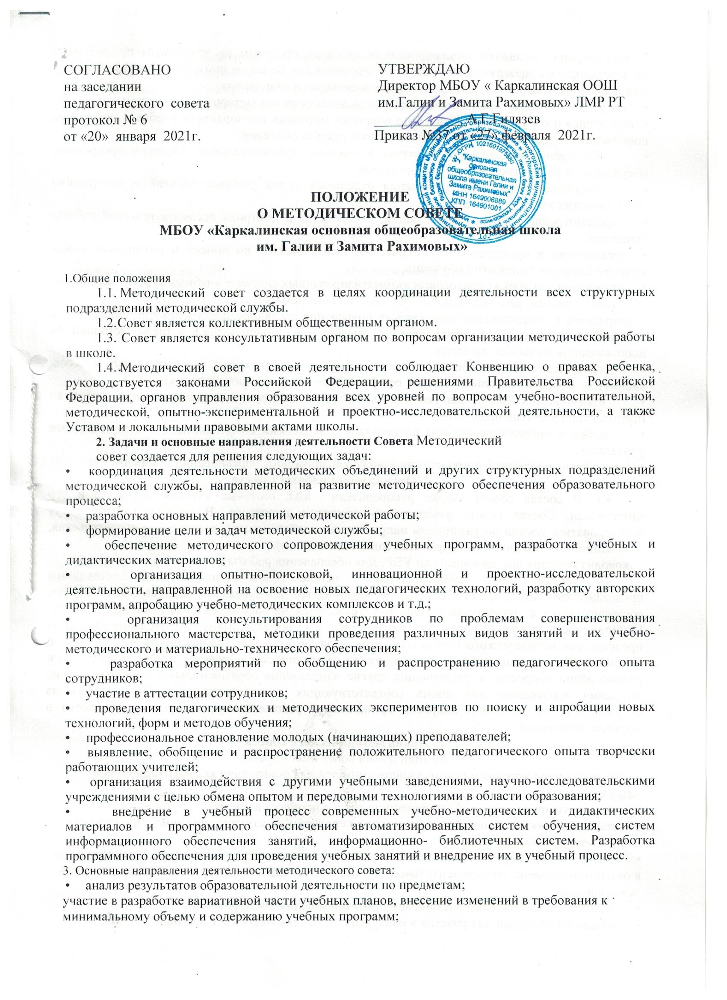 СОГЛАСОВАНО
на заседании
педагогического совета
протокол № 6
от «20» января 2021г.
УТВЕРЖДАЮ
Директор МБОУ « Каркалинская ООШ
им.Галии и Замита Рахимовых» ЛМР РТ
А.Г.Гилязев
Приказ №37 от «27» февраля 2021г.
ОГРН 1021601975680
"Каркалинская
основная
общеобразовательная
школа имени Галии и
Замита Рахимовых"
ИНН 1649006889
КПП 164901001
ПОЛОЖЕНИЕ
О МЕТОДИЧЕСКОМ СОВЕТЕ
МБОУ «Каркалинская основная общеобразовательная школа
им. Галии и Замита Рахимовых»
1.Общие положения
1.1. Методический совет создается в целях координации деятельности всех структурных
подразделений методической службы.
1.2.Совет является коллективным общественным органом.
1.3. Совет является консультативным органом по вопросам организации методической работы
в школе.
1.4. Методический совет в своей деятельности соблюдает Конвенцию о правах ребенка,
руководствуется законами Российской Федерации, решениями Правительства Российской
Федерации, органов управления образования всех уровней по вопросам учебно-воспитательной,
методической, опытно-экспериментальной и проектно-исследовательской деятельности, а также
Уставом и локальными правовыми актами школы.
2. Задачи и основные направления деятельности Совета Методический
совет создается для решения следующих задач:
• координация деятельности методических объединений и других структурных подразделений
методической службы, направленной на развитие методического обеспечения образовательного
процесса;
• разработка основных направлений методической работы;
• формирование цели и задач методической службы;
• обеспечение методического сопровождения учебных программ, разработка учебных и
дидактических материалов;
• организация опытно-поисковой, инновационной и проектно-исследовательской
деятельности, направленной на освоение новых педагогических технологий, разработку авторских
программ, апробацию учебно-методических комплексов и т.д.;
• организация консультирования сотрудников по проблемам совершенствования
профессионального мастерства, методики проведения различных видов занятий и их учебно-
методического и материально-технического обеспечения;
• разработка мероприятий по обобщению и распространению педагогического опыта
сотрудников;
• участие в аттестации сотрудников;
• проведения педагогических и методических экспериментов по поиску и апробации новых
технологий, форм и методов обучения;
• профессиональное становление молодых (начинающих) преподавателей;
• выявление, обобщение и распространение положительного педагогического опыта творчески
работающих учителей;
• организация взаимодействия с другими учебными заведениями, научно-исследовательскими
учреждениями с целью обмена опытом и передовыми технологиями в области образования;
• внедрение в учебный процесс современных учебно-методических и дидактических
материалов и программного обеспечения автоматизированных систем обучения, систем
информационного обеспечения занятий, информационно- библиотечных систем. Разработка
программного обеспечения для проведения учебных занятий и внедрение их в учебный процесс.
3. Основные направления деятельности методического совета:
• анализ результатов образовательной деятельности по предметам;
участие в разработке вариативной части учебных планов, внесение изменений в требования к
минимальному объему и содержанию учебных программ;